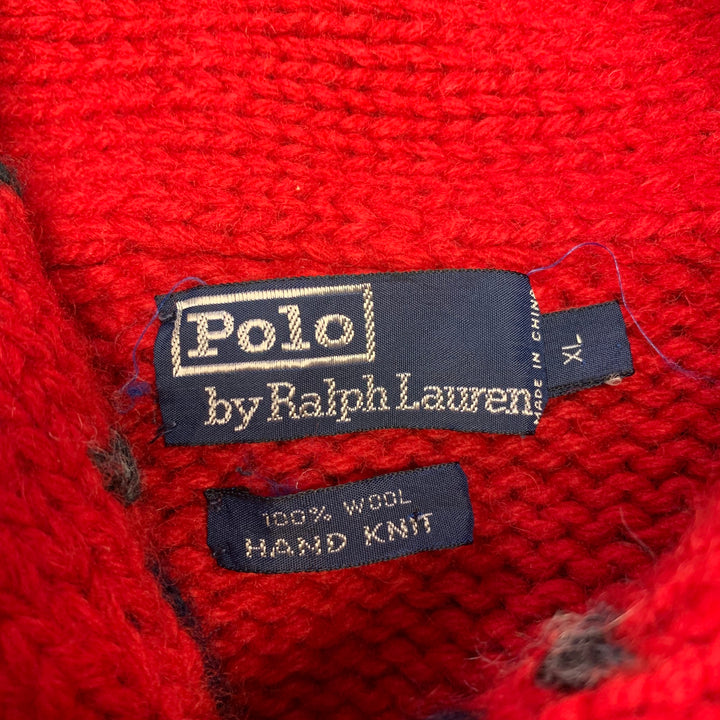 Polo
by Ralph Lauren
MADE IN CHINA
XL
100% WOOL
HAND KNIT